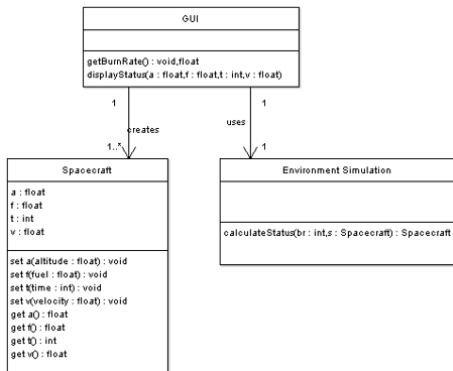 GUI
getBurnRate() : void,float
displayStatus(a : float,f : float,t : int,v : float)
1
1
creates
uses
1..*
1
Spacecraft
a : float
f : float
t : int
v : float
set a(altitude : float) : void
set f(fuel : float) : void
set t(time : int) : void
set v(velocity : float) : void
get a() : float
get f() : float
get t() : int
get v() : float
Environment Simulation
calculateStatus(br : int,s : Spacecraft) : Spacecraft